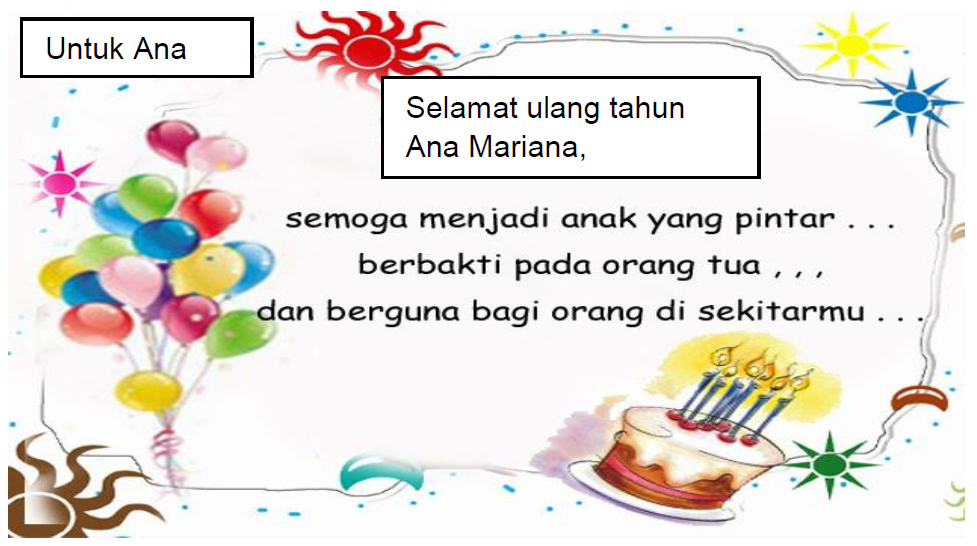 Untuk Ana
Selamat ulang tahun
Ana Mariana,
semoga menjadi anak yang pintar . . .
berbakti pada orang tua , , ,
dan berguna bagi orang di sekitarmu . . .